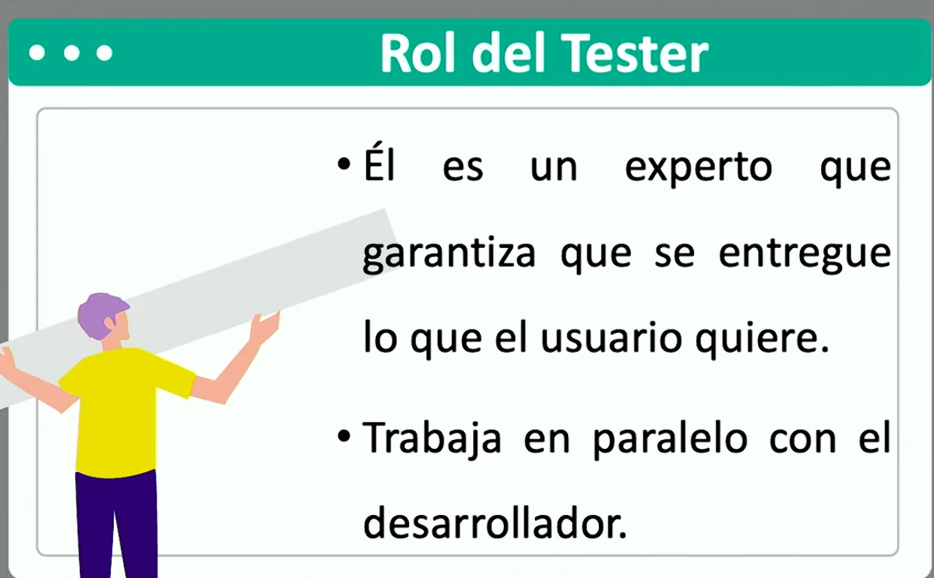 Rol del Tester
• Él es un experto que
garantiza que se entregue
lo que el usuario quiere.
• Trabaja en paralelo con el
desarrollador.